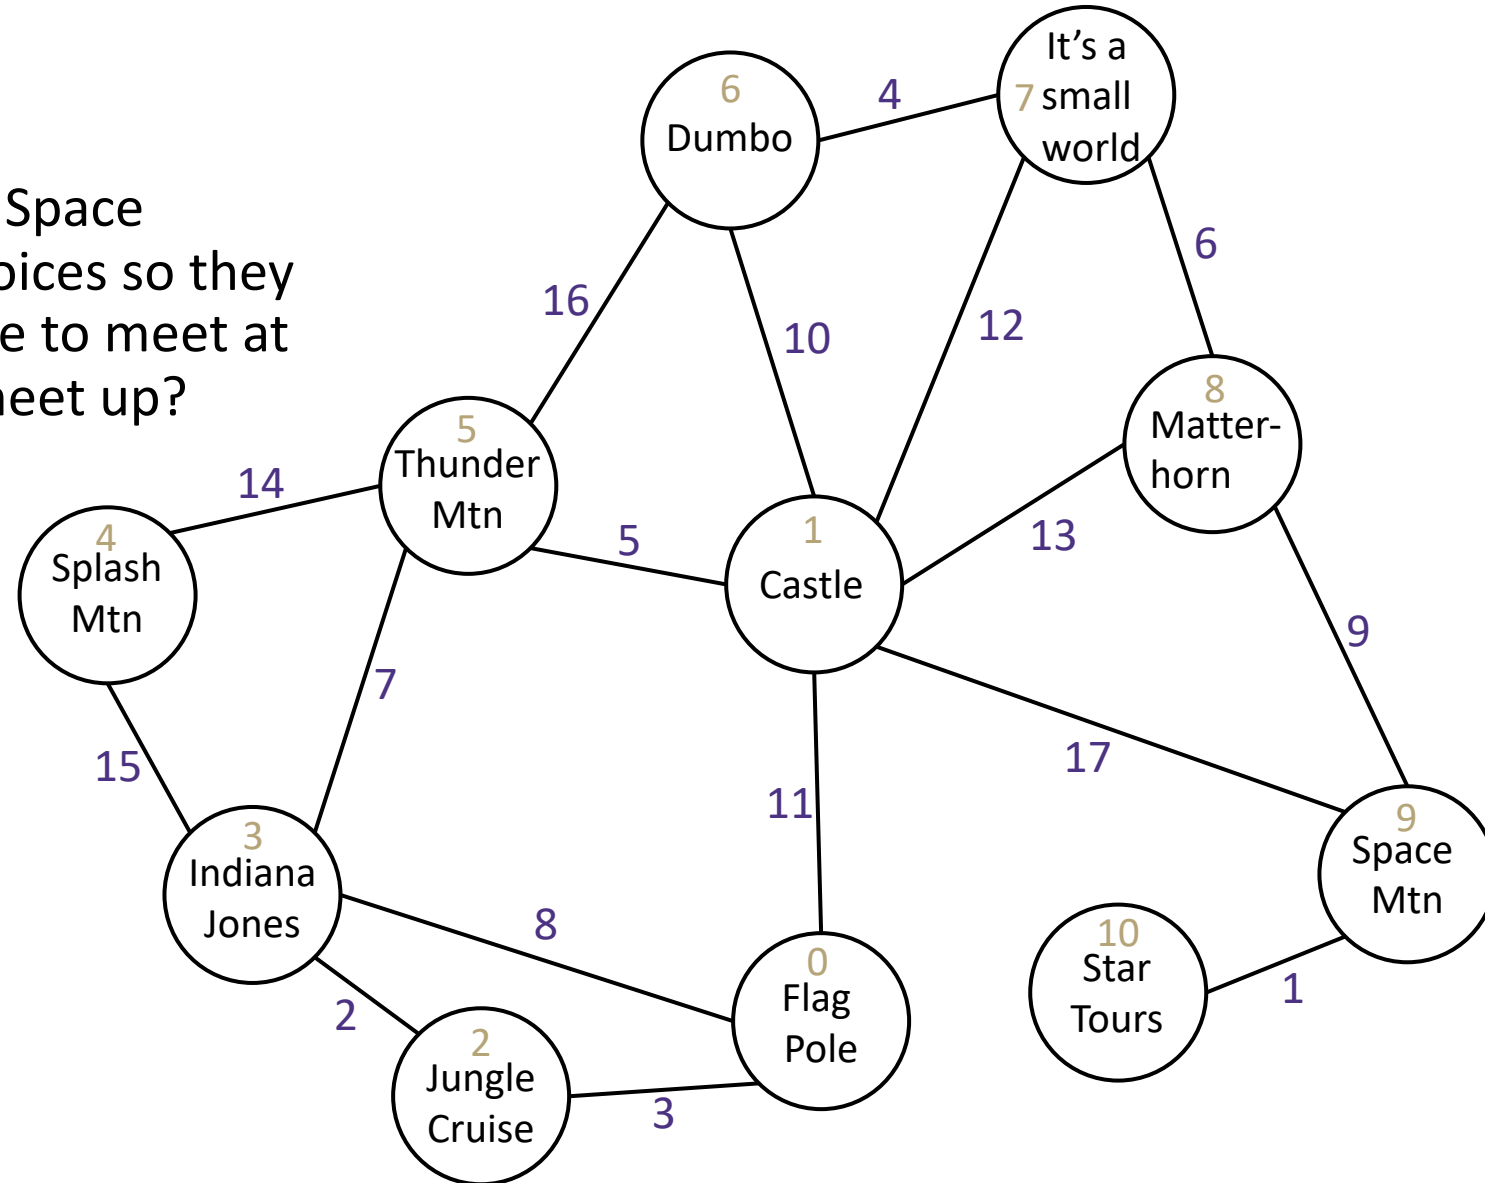 Space
oices so they
e to meet at
neet up?
6
Dumbo
4
It’s a
7 small
world
16
10
12
6
5
Thunder
Mtn
14
4
Splash
Mtn
5
1
Castle
13
8
Matter-
horn
9
7
15
17
11
3
Indiana
Jones
8
2
2
Jungle
Cruise
3
0
Flag
Pole
9
Space
Mtn
10
Star
Tours
1